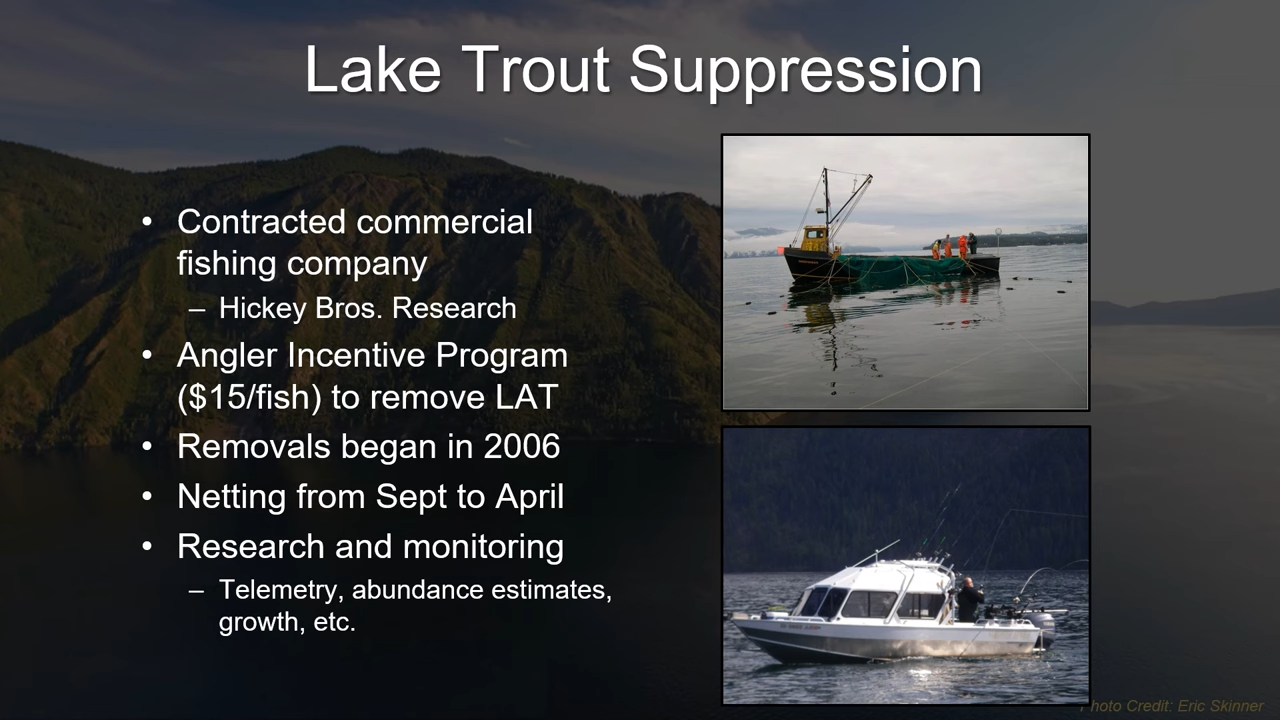 Lake Trout Suppression
• Contracted commercial
fishing company
– Hickey Bros. Research
• Angler Incentive Program
($15/fish) to remove LAT
• Removals began in 2006
• Netting from Sept to April
• Research and monitoring
– Telemetry, abundance estimates,
growth, etc.
Photo Credit: Eric Skinner